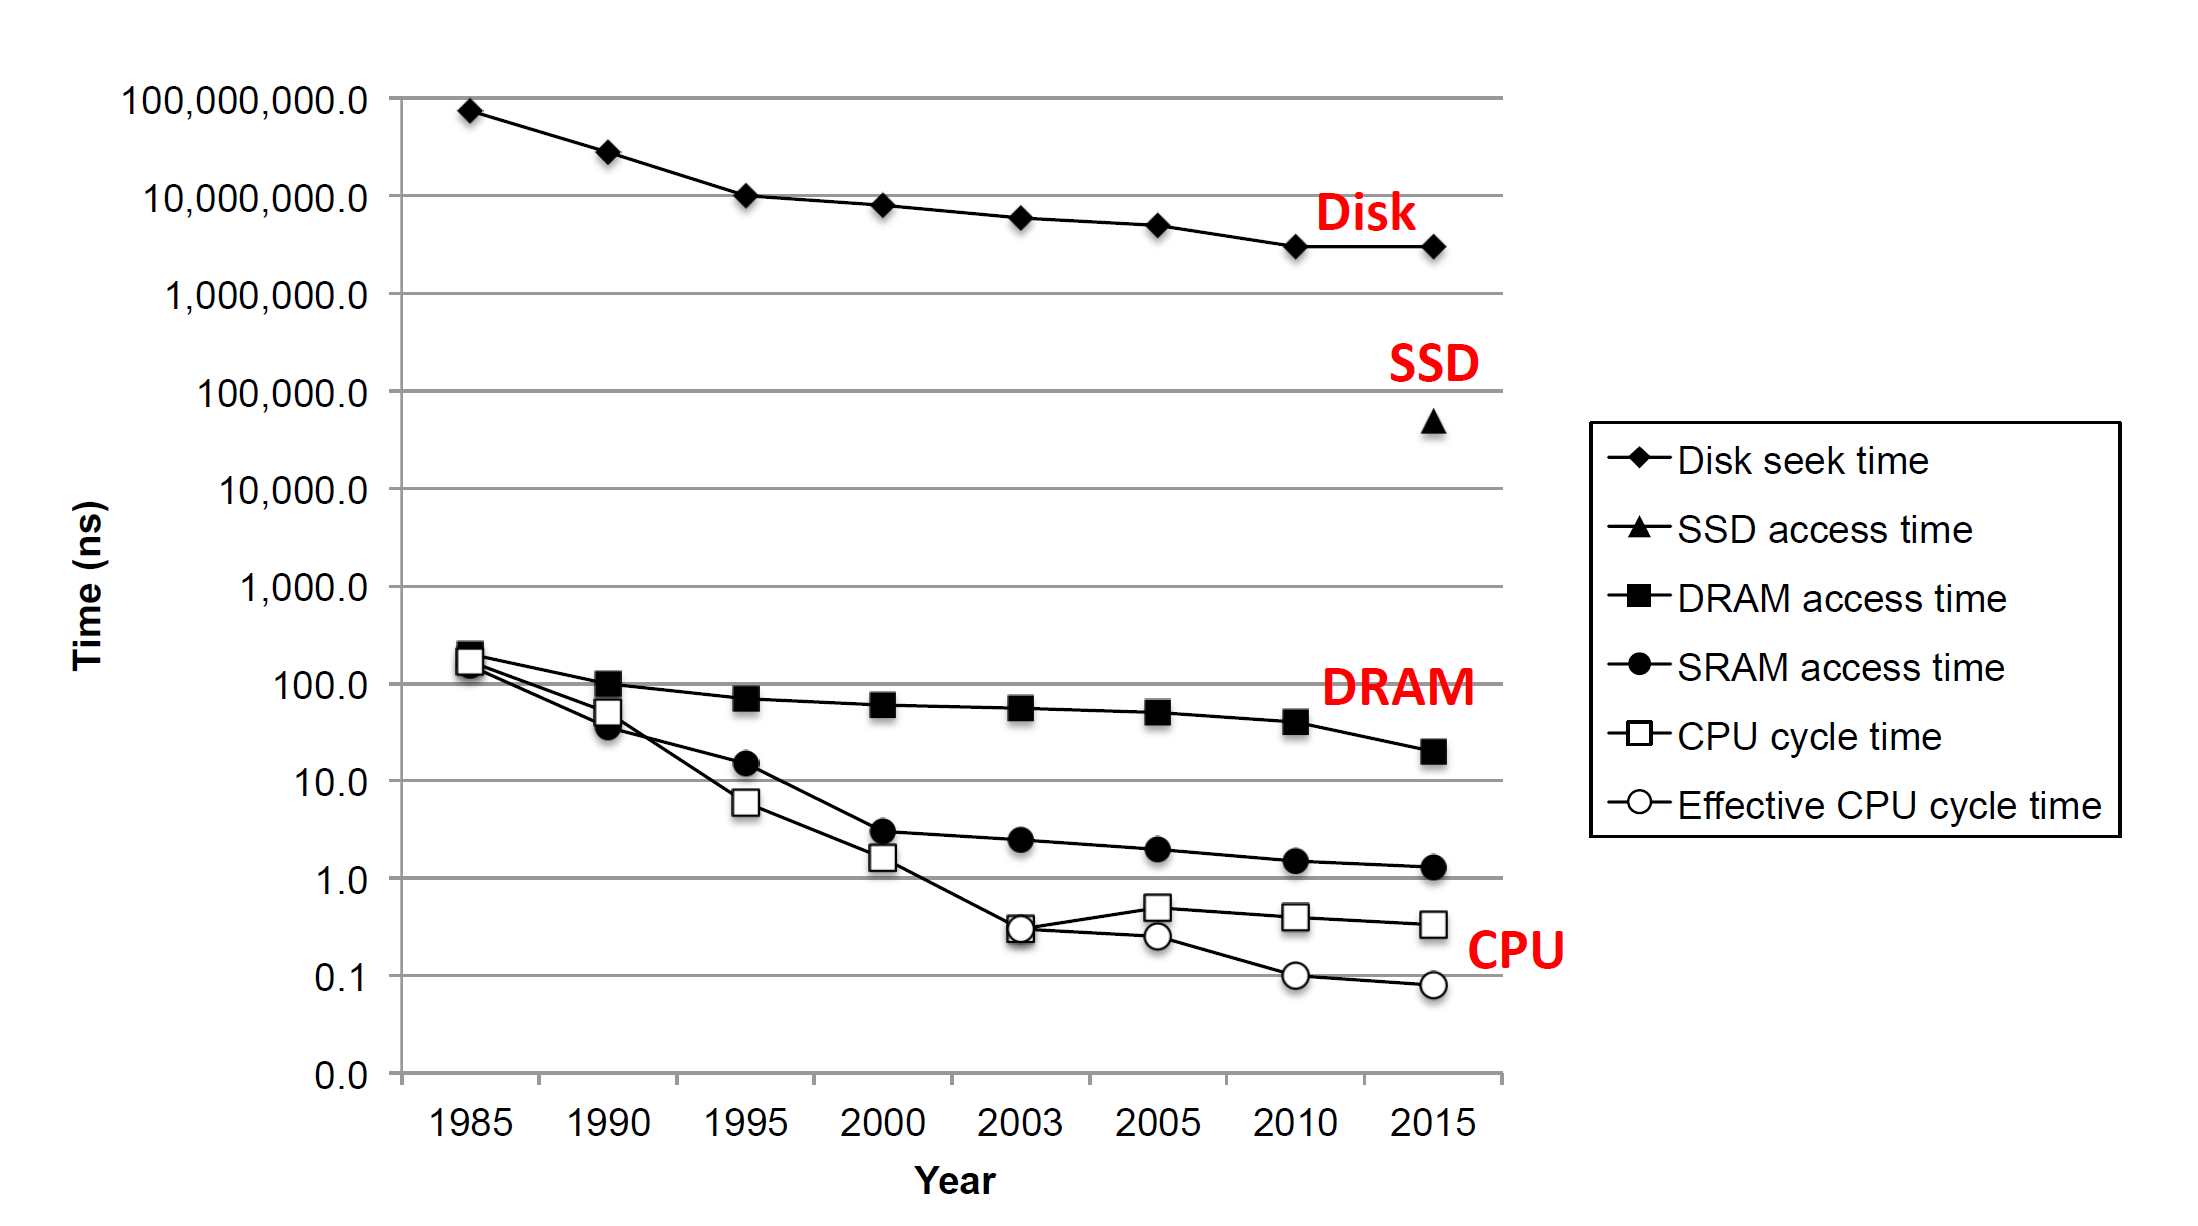 100,000,000.0
10,000,000.0
1,000,000.0
100,000.0
10,000.0
1,000.0
100.0
10.0
1.0
0.1
0.0
Time (ns)
Disk
SSD
DRAM
CPU
1985 1990 1995 2000 2003 2005 2010 2015
Year
Disk seek time
SSD access time
DRAM access time
SRAM access time
CPU cycle time
Effective CPU cycle time